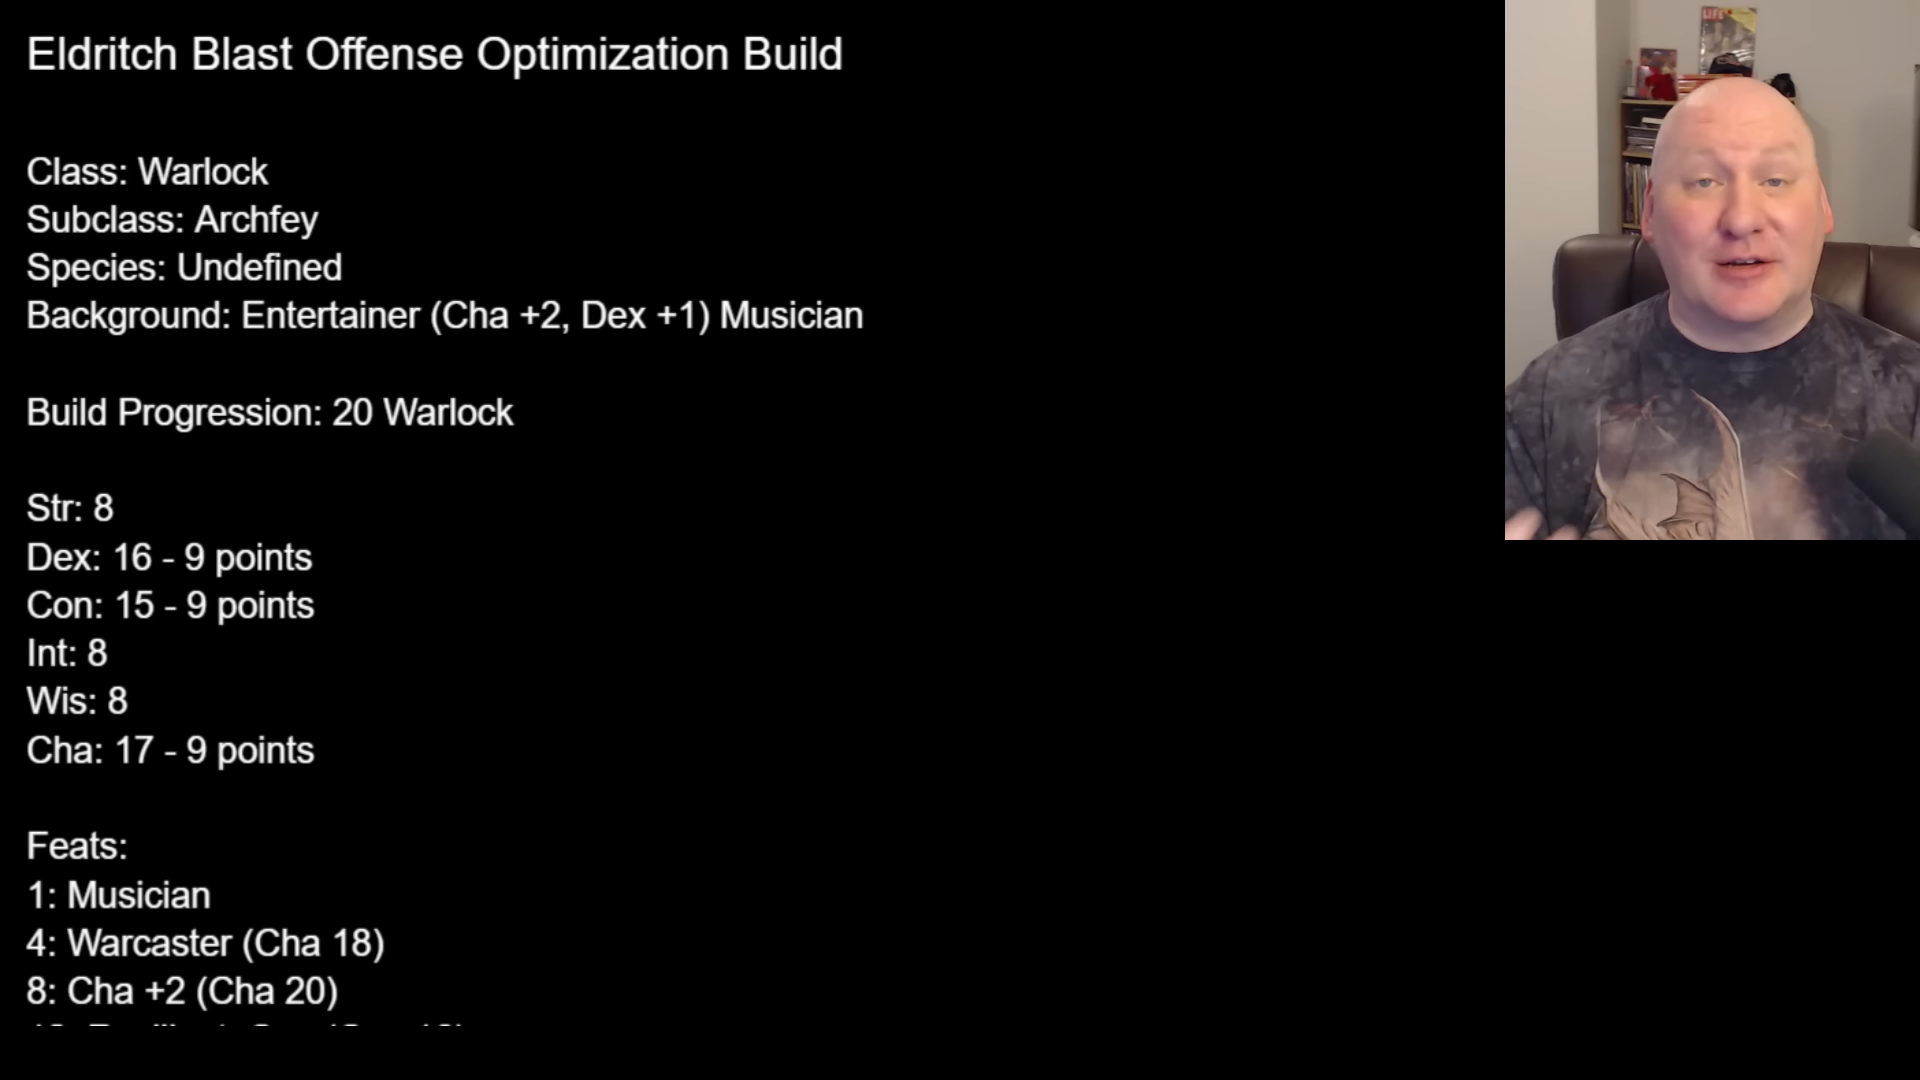 Eldritch Blast Offense Optimization Build
Class: Warlock
Subclass: Archfey
Species: Undefined
Background: Entertainer (Cha +2, Dex +1) Musician
Build Progression: 20 Warlock
Str: 8
Dex: 16 - 9 points
Con: 15 - 9 points
Int: 8
Wis: 8
Cha: 17 - 9 points
Feats:
1: Musician
4: Warcaster (Cha 18)
8: Cha +2 (Cha 20)
LIFE